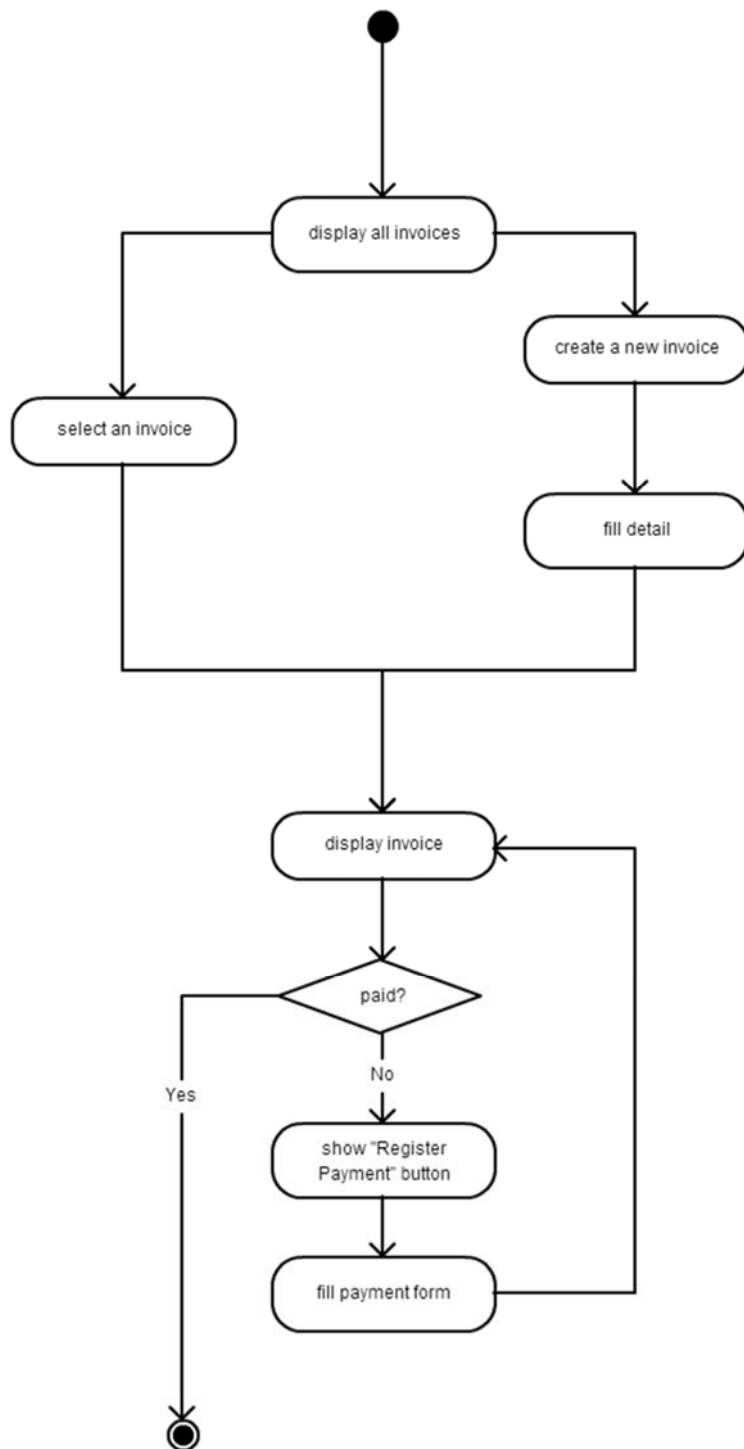 display all invoices
create a new invoice
select an invoice
fill detail
display invoice
paid?
No
Yes
show "Register
Payment" button
fill payment form